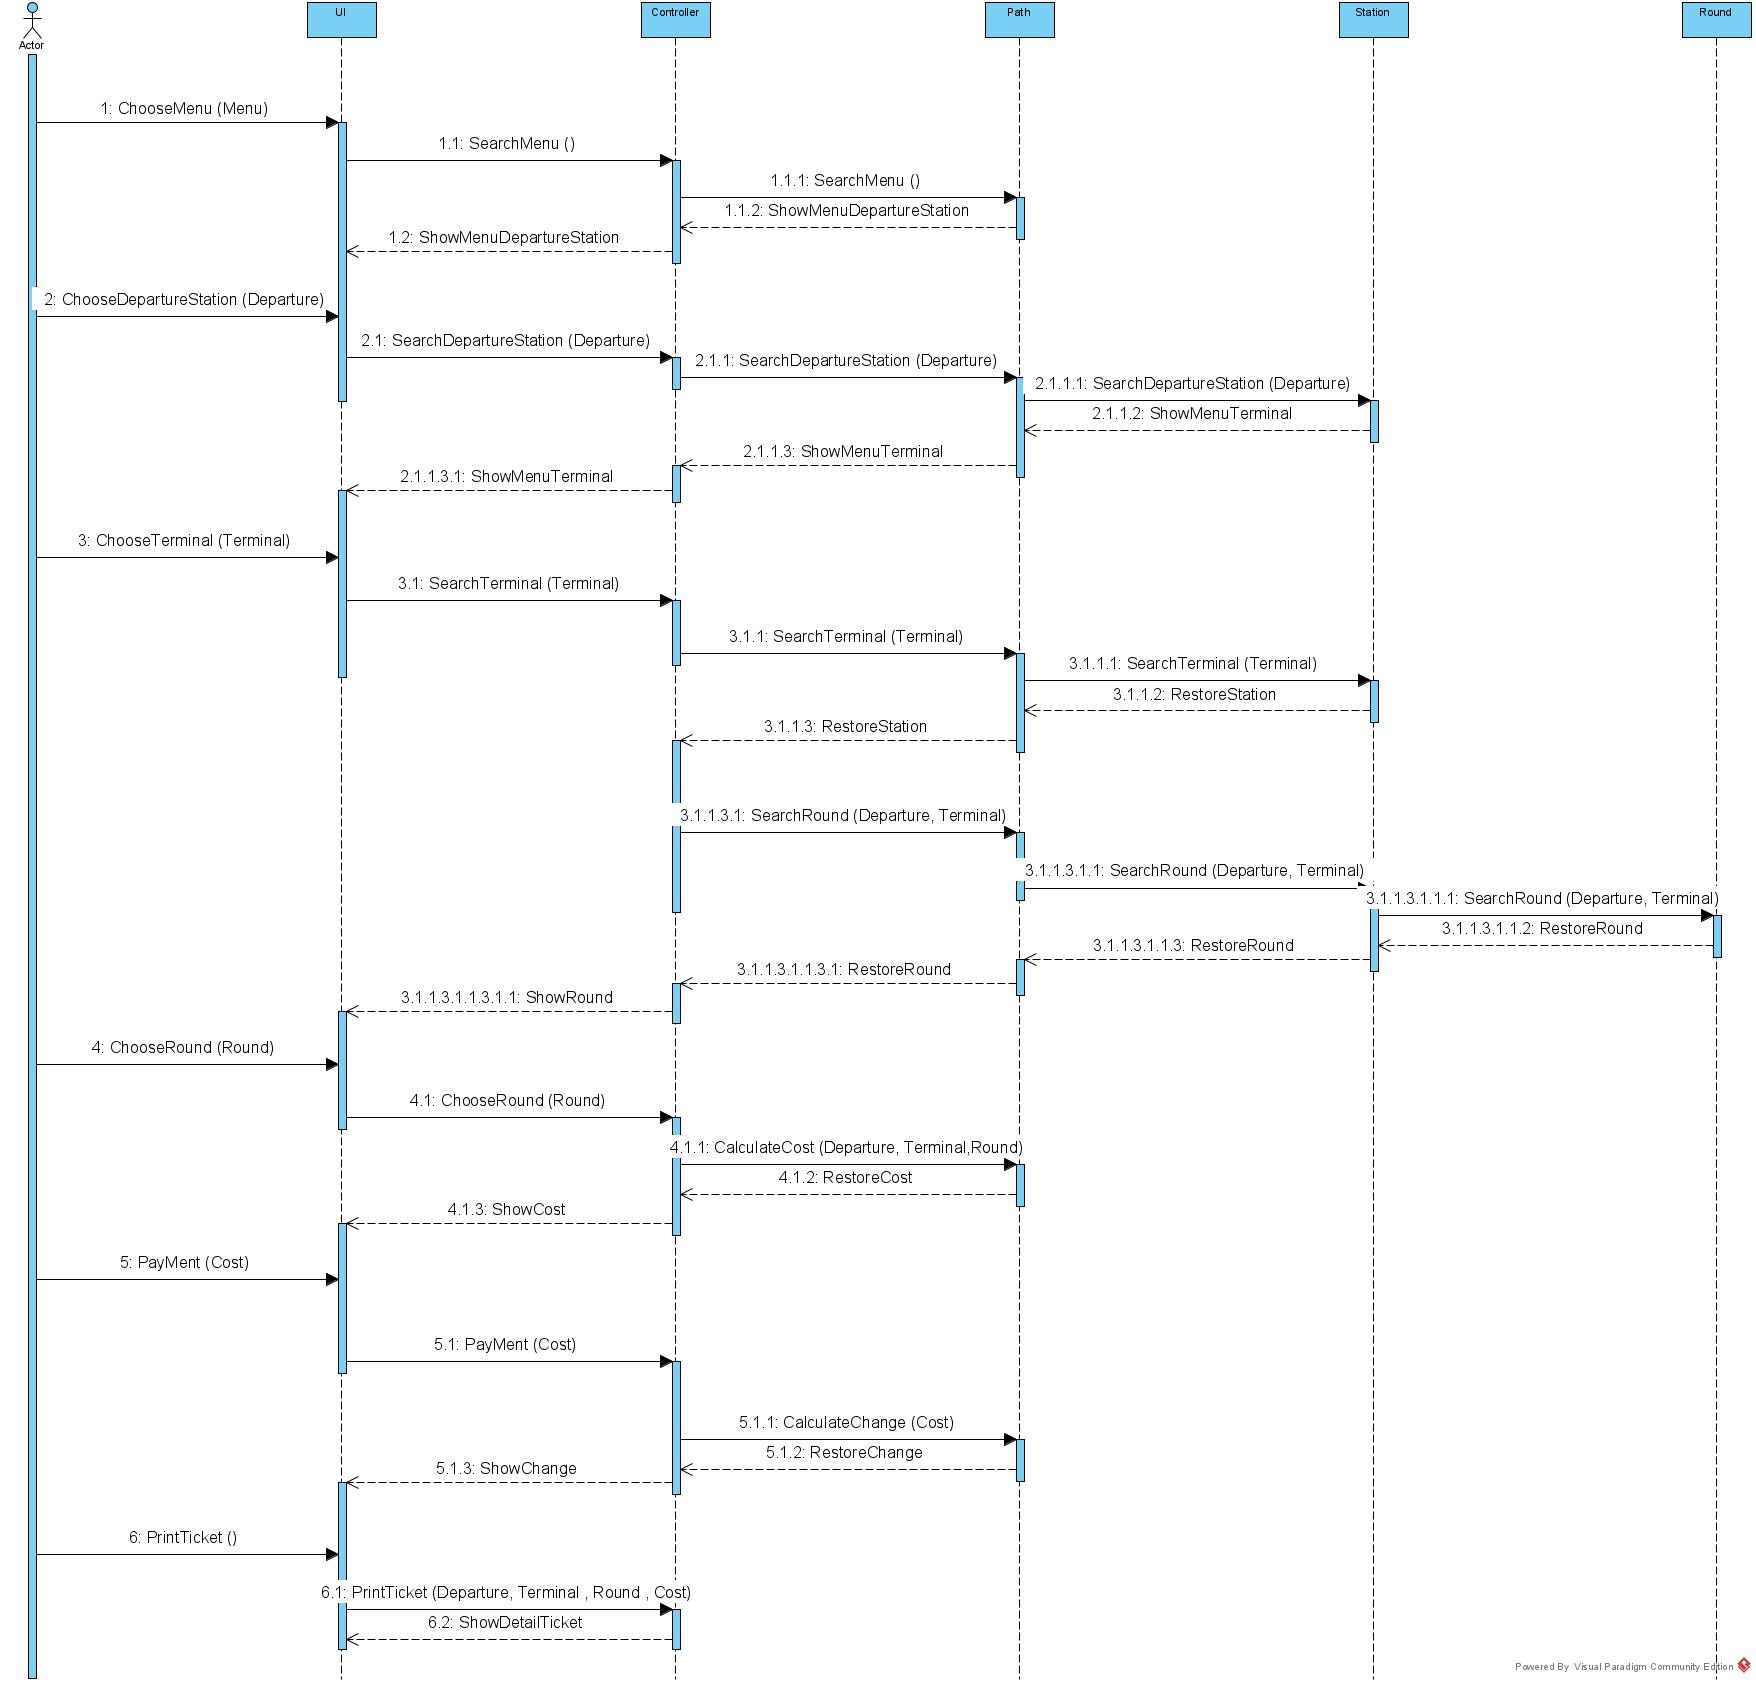 UI
Controller
Path
Station
Round
Actor
1: ChooseMenu (Menu)
1.1: SearchMenu ()
1.1.1: SearchMenu ()
1.1.2: ShowMenuDepartureStation
1.2: ShowMenuDepartureStation
2: ChooseDepartureStation (Departure)
2.1: SearchDepartureStation (Departure)
2.1.1: SearchDepartureStation (Departure)
2.1.1.1: SearchDepartureStation (Departure)
2.1.1.2: ShowMenuTerminal
2.1.1.3: ShowMenuTerminal
2.1.1.3.1: ShowMenuTerminal
3: ChooseTerminal (Terminal)
3.1: SearchTerminal (Terminal)
3.1.1: SearchTerminal (Terminal)
3.1.1.1: SearchTerminal (Terminal)
3.1.1.2: RestoreStation
3.1.1.3: RestoreStation
3.1.1.3.1: SearchRound (Departure, Terminal)
3.1.1.3.1.1: SearchRound (Departure, Terminal)
3.1.1.3.1.1.1: SearchRound (Departure, Terminal)
3.1.1.3.1.1.2: RestoreRound
3.1.1.3.1.1.3: RestoreRound
3.1.1.3.1.1.3.1: RestoreRound
3.1.1.3.1.1.3.1.1: ShowRound
4: ChooseRound (Round)
4.1: ChooseRound (Round)
4.1.1: CalculateCost (Departure, Terminal,Round)
4.1.2: RestoreCost
4.1.3: ShowCost
5: PayMent (Cost)
5.1: PayMent (Cost)
5.1.1: CalculateChange (Cost)
5.1.2: RestoreChange
5.1.3: ShowChange
6: PrintTicket ()
6.1: PrintTicket (Departure, Terminal , Round , Cost)
6.2: ShowDetailTicket
Powered By Visual Paradigm Community Edition